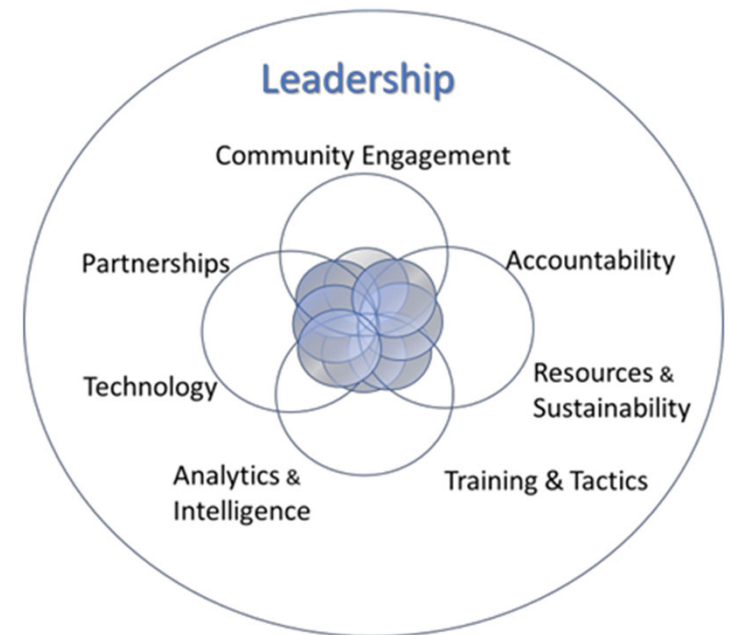 Leadership
Community Engagement
Partnerships
Accountability
Technology
Resources &
Sustainability
Analytics &
Intelligence
Training & Tactics